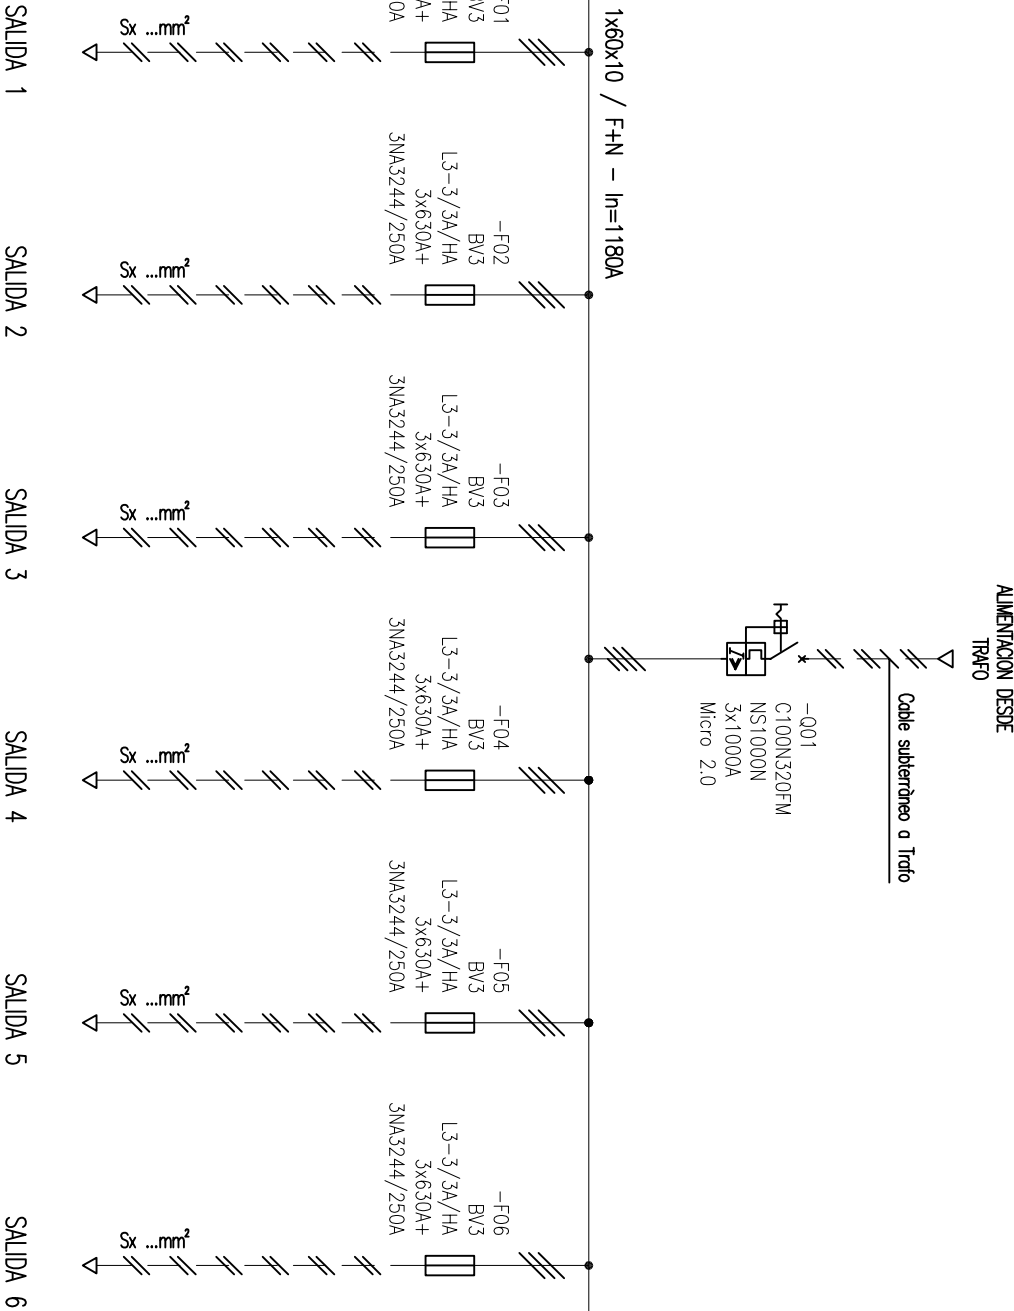 ALIMENTACION DESDE
TRAFO
Cable subterràneo a Trafo
-Q01
C100N320FM
NS1000N
3x1000A
Micro 2.0
1x60x10 / F+N - In=1180A
F01
BV3
HA
A+
0A
Sx ...mm²
SALIDA 1
-F02
BV3
L3-3/3A/HA
3x630A+
3NA3244/250A
Sx ...mm²
SALIDA 2
-F03
BV3
L3-3/3A/HA
3x630A+
3NA3244/250A
Sx ...mm²
SALIDA 3
-F04
BV3
L3-3/3A/HA
3x630A+
3NA3244/250A
Sx ...mm²
SALIDA 4
-F05
BV3
L3-3/3A/HA
3x630A+
3NA3244/250A
Sx ...mm²
SALIDA 5
-F06
BV3
L3-3/3A/HA
3x630A+
3NA3244/250A
Sx ...mm²
SALIDA 6